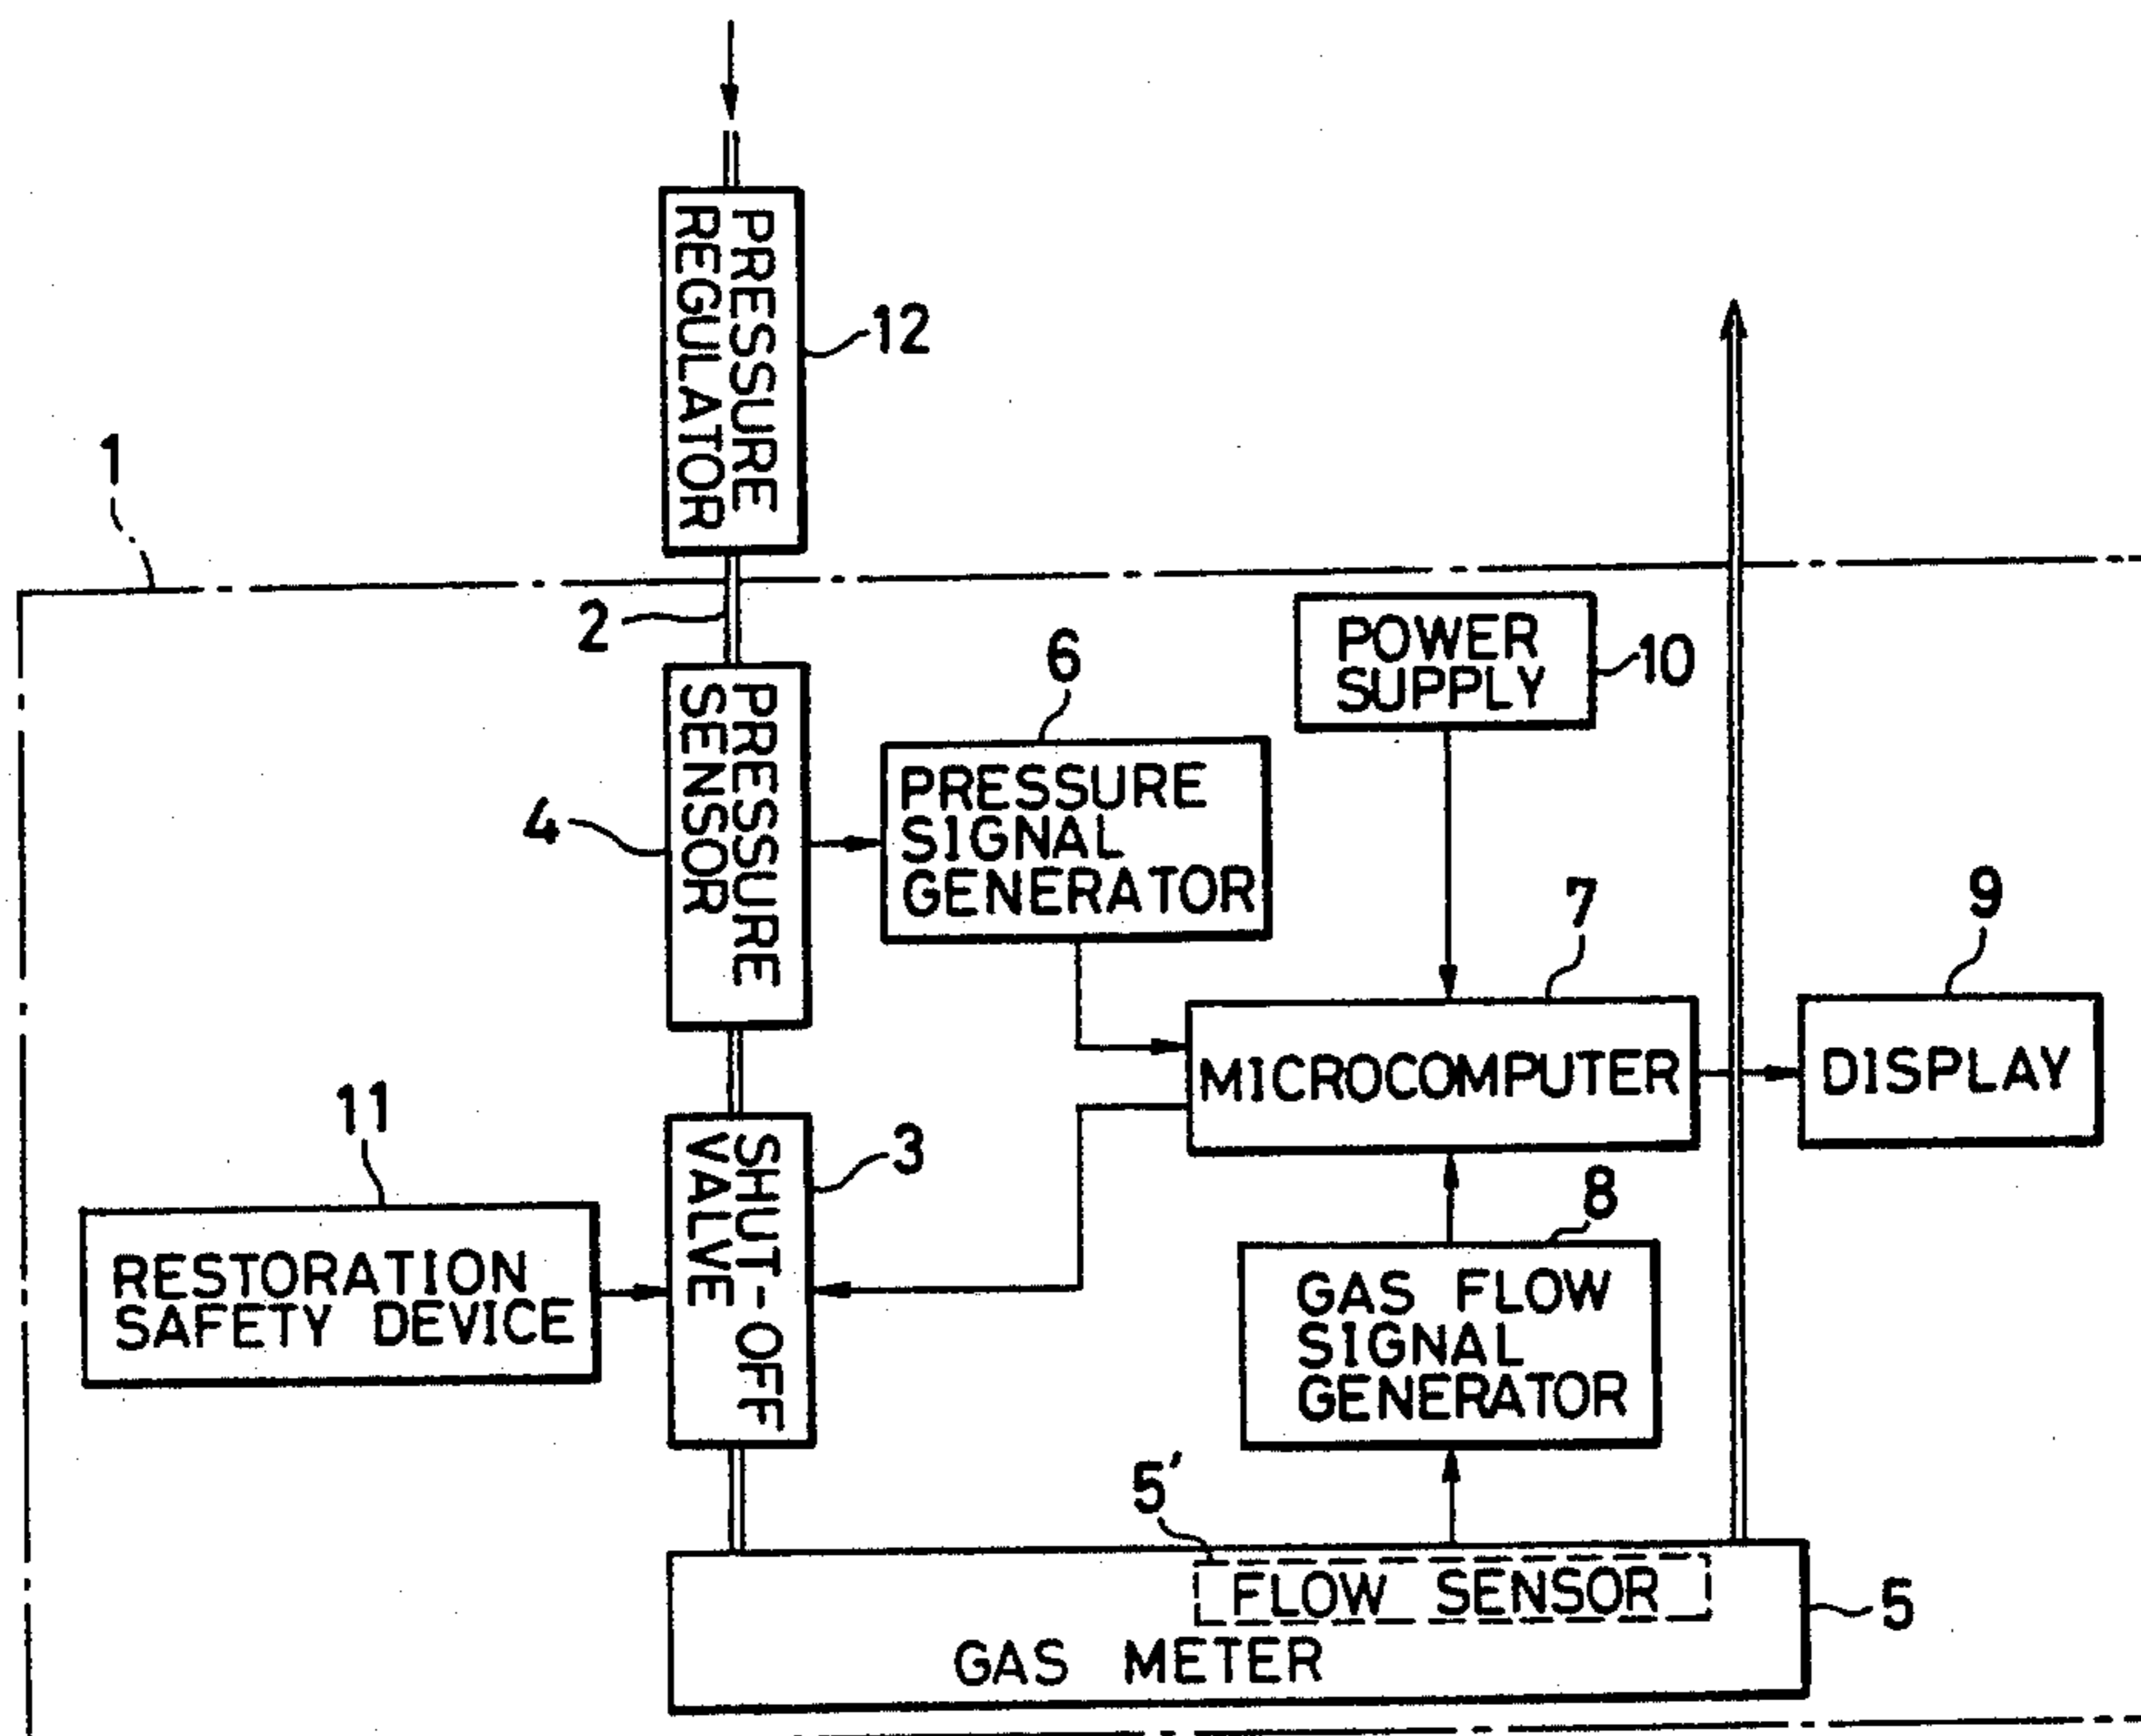 PRESSURE
REGULATOR
12
1
2
POWER
SUPPLY
10
6
PRESSURE
SENSOR
4
PRESSURE
SIGNAL
GENERATOR
7
9
MICROCOMPUTER
DISPLAY
11
SHUT-OFF
VALVE
3
8
RESTORATION
SAFETY DEVICE
GAS FLOW
SIGNAL
GENERATOR
5'
FLOW SENSOR
5
GAS METER